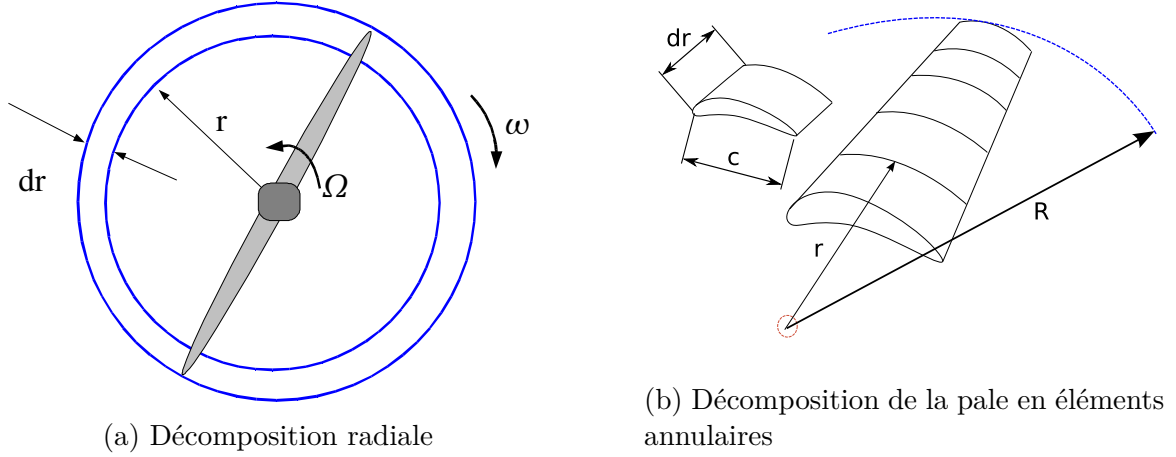 r
ω
Ω
dr
(a) Décomposition radiale
dr
c
r
R
(b) Décomposition de la pale en éléments
annulaires